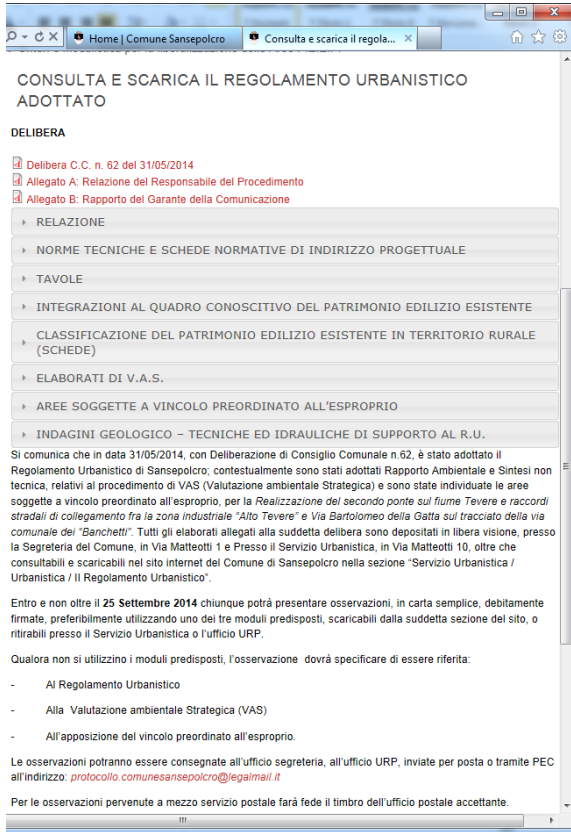 Home | Comune Sansepolcro
Consulta e scarica il regola...
CONSULTA E SCARICA IL REGOLAMENTO URBANISTICO
ADOTTATO
DELIBERA
Delibera C.C. n. 62 del 31/05/2014
Allegato A: Relazione del Responsabile del Procedimento
Allegato B: Rapporto del Garante della Comunicazione
RELAZIONE
NORME TECNICHE E SCHEDE NORMATIVE DI INDIRIZZO PROGETTUALE
TAVOLE
INTEGRAZIONI AL QUADRO CONOSCITIVO DEL PATRIMONIO EDILIZIO ESISTENTE
CLASSIFICAZIONE DEL PATRIMONIO EDILIZIO ESISTENTE IN TERRITORIO RURALE
(SCHEDE)
ELABORATI DI V.A.S.
AREE SOGGETTE A VINCOLO PREORDINATO ALL'ESPROPRIO
INDAGINI GEOLOGICO – TECNICHE ED IDRAULICHE DI SUPPORTO AL R.U.
Si comunica che in data 31/05/2014, con Deliberazione di Consiglio Comunale n.62, è stato adottato il
Regolamento Urbanistico di Sansepolcro; contestualmente sono stati adottati Rapporto Ambientale e Sintesi non
tecnica, relativi al procedimento di VAS (Valutazione ambientale Strategica) e sono state individuate le aree
soggette a vincolo preordinato all'esproprio, per la Realizzazione del secondo ponte sul fiume Tevere e raccordi
stradali di collegamento fra la zona industriale "Alto Tevere" e Via Bartolomeo della Gatta sul tracciato della via
comunale dei "Banchetti". Tutti gli elaborati allegati alla suddetta delibera sono depositati in libera visione, presso
la Segreteria del Comune, in Via Matteotti 1 e Presso il Servizio Urbanistica, in Via Matteotti 10, oltre che
consultabili e scaricabili nel sito internet del Comune di Sansepolcro nella sezione "Servizio Urbanistica /
Urbanistica / Il Regolamento Urbanistico".
Entro e non oltre il 25 Settembre 2014 chiunque potrà presentare osservazioni, in carta semplice, debitamente
firmate, preferibilmente utilizzando uno dei tre moduli predisposti, scaricabili dalla suddetta sezione del sito, o
ritirabili presso il Servizio Urbanistica o l'ufficio URP.
Qualora non si utilizzino i moduli predisposti, l'osservazione dovrà specificare di essere riferita:
- Al Regolamento Urbanistico
- Alla Valutazione ambientale Strategica (VAS)
- All'apposizione del vincolo preordinato all'esproprio.
Le osservazioni potranno essere consegnate all'ufficio segreteria, all'ufficio URP, inviate per posta o tramite PEC
all'indirizzo: protocollo.comunesansepolcro@legalmail.it
Per le osservazioni pervenute a mezzo servizio postale farà fede il timbro dell'ufficio postale accettante.